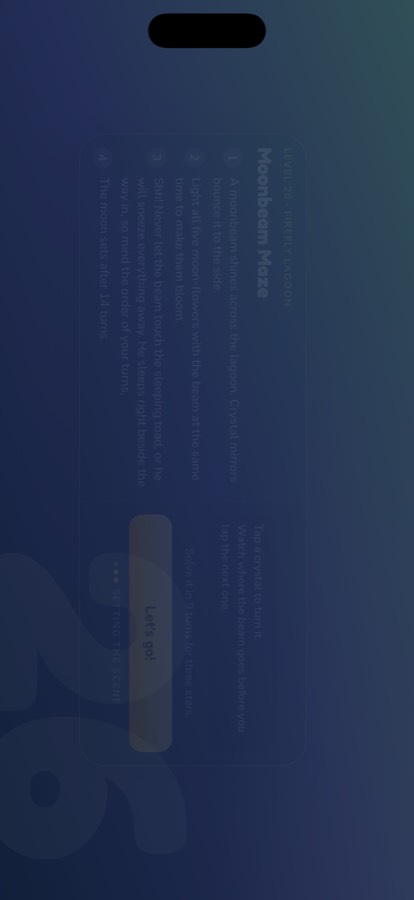 LEVEL 26 · FIREFLY LAGOON
Moonbeam Maze
1 A moonbeam shines across the lagoon. Crystal mirrors
bounce it to the side.
2 Light all five moon-flowers with the beam at the same
time to make them bloom.
3 Shh! Never let the beam touch the sleeping toad, or he
will sneeze everything away. He sleeps right beside the
way in, so mind the order of your turns.
4 The moon sets after 14 turns.
Tap a crystal to turn it.
Watch where the beam goes before you
tap the next one.
Solve it in 9 turns for three stars.
Let's go!
SETTING THE SCENE
26